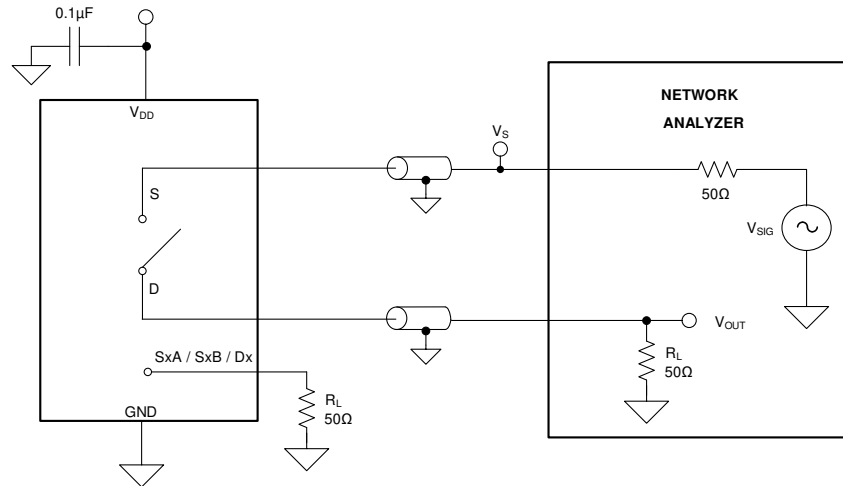 0.1µF
VDD
NETWORK
ANALYZER
VS
S
50Ω
VSIG
D
VOUT
SxA / SxB / Dx
RL
50Ω
RL
50Ω
GND